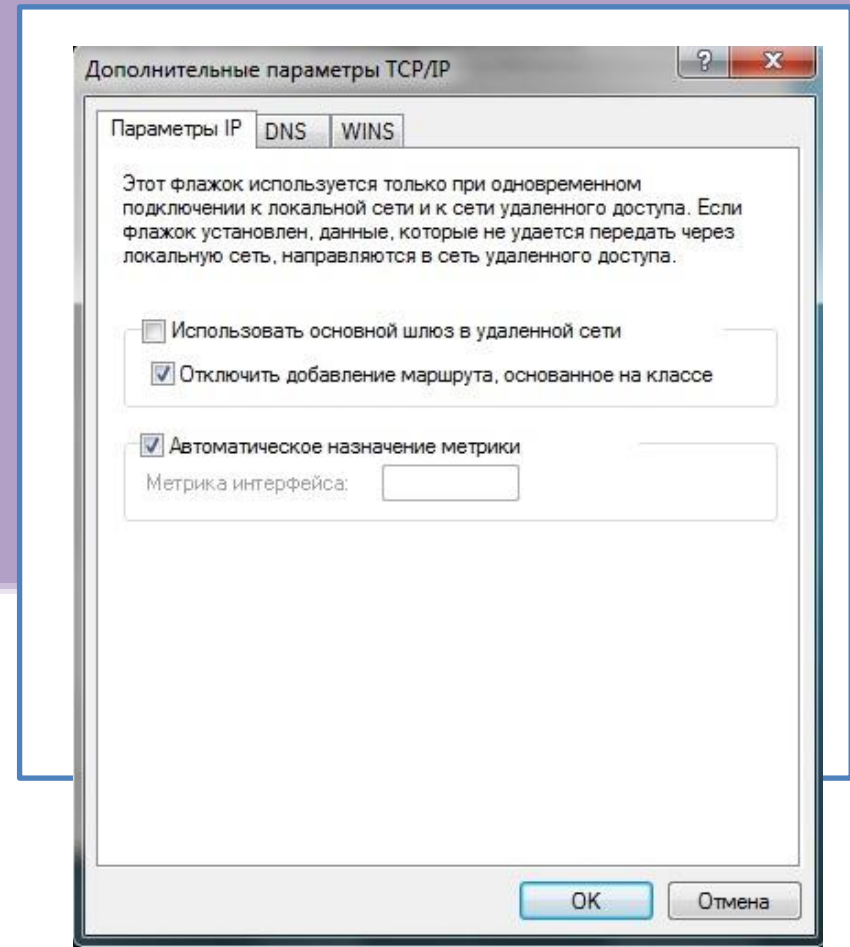 Дополнительные параметры TCP/IP
Параметры IP DNS WINS
Этот флажок используется только при одновременном
подключении к локальной сети и к сети удаленного доступа. Если
флажок установлен, данные, которые не удается передать через
локальную сеть, направляются в сеть удаленного доступа.
Использовать основной шлюз в удаленной сети
Отключить добавление маршрута, основанное на классе
Автоматическое назначение метрики
Метрика интерфейса:
OK Отмена